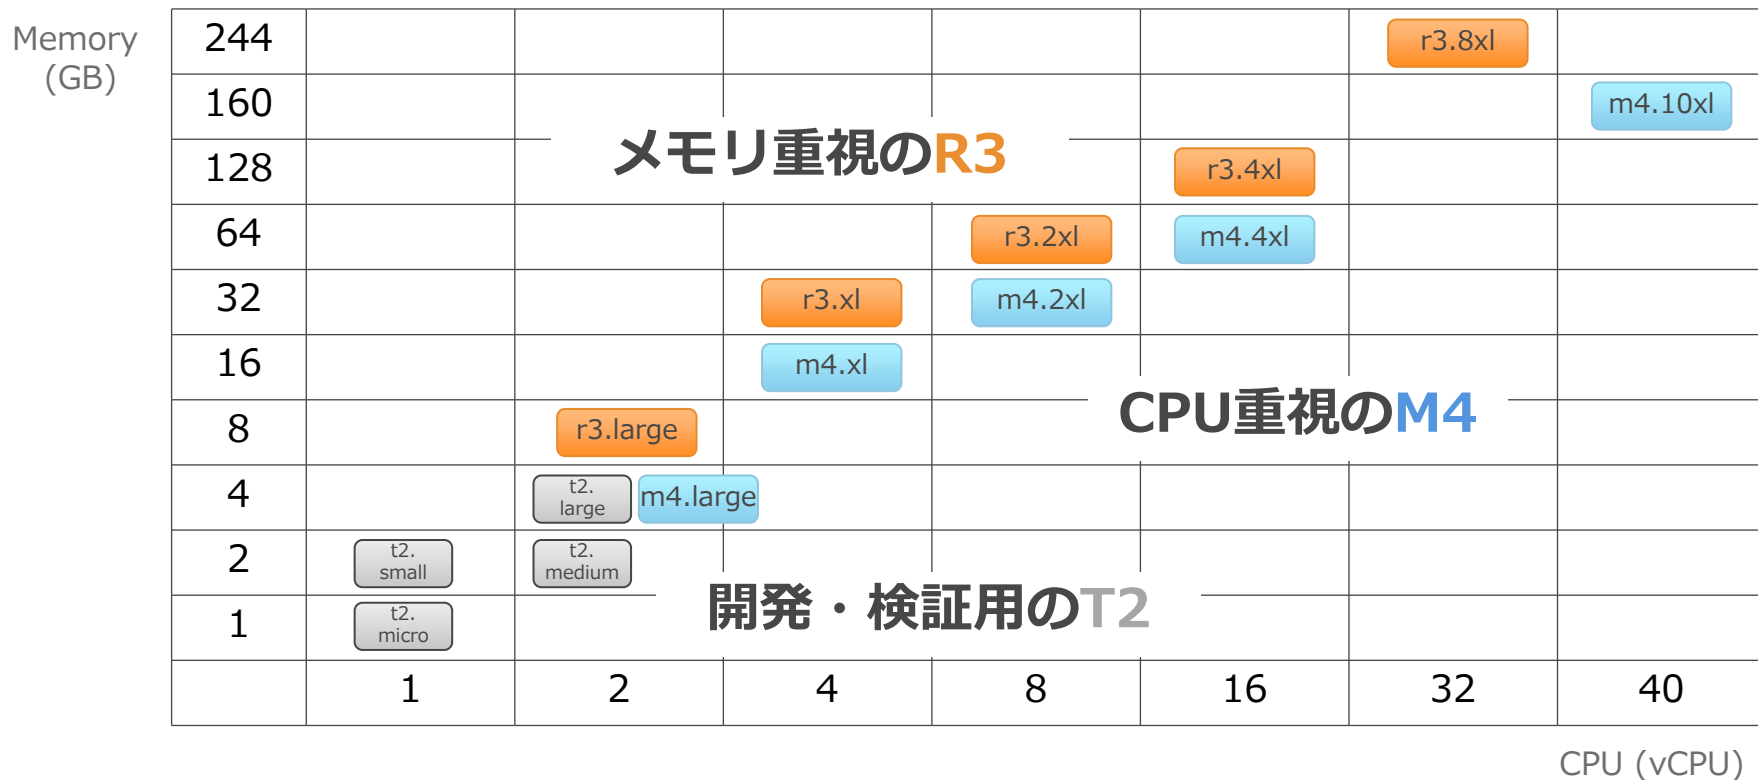 Memory
(GB)
244
r3.8xl
160
m4.10xl
メモリ重視のR3
128
r3.4xl
64
r3.2xl
m4.4xl
32
r3.xl
m4.2xl
16
m4.xl
CPU重視のM4
8
r3.large
4
t2.
large
m4.large
2
t2.
small
t2.
medium
開発・検証用のT2
1
t2.
micro
1 2 4 8 16 32 40
CPU (vCPU)